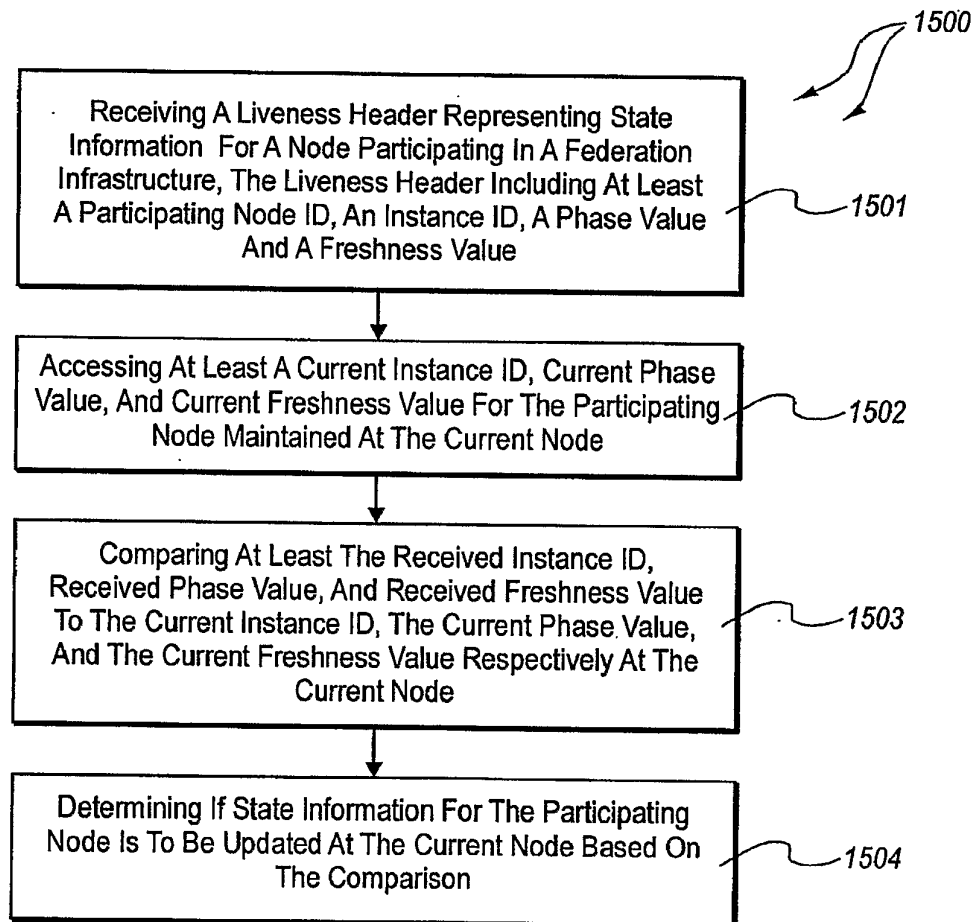 1500
Receiving A Liveness Header Representing State
Information For A Node Participating In A Federation
Infrastructure, The Liveness Header Including At Least
A Participating Node ID, An Instance ID, A Phase Value
And A Freshness Value
1501
Accessing At Least A Current Instance ID, Current Phase
Value, And Current Freshness Value For The Participating
Node Maintained At The Current Node
1502
Comparing At Least The Received Instance ID,
Received Phase Value, And Received Freshness Value
To The Current Instance ID, The Current Phase Value,
And The Current Freshness Value Respectively At The
Current Node
1503
Determining If State Information For The Participating
Node Is To Be Updated At The Current Node Based On
The Comparison
1504